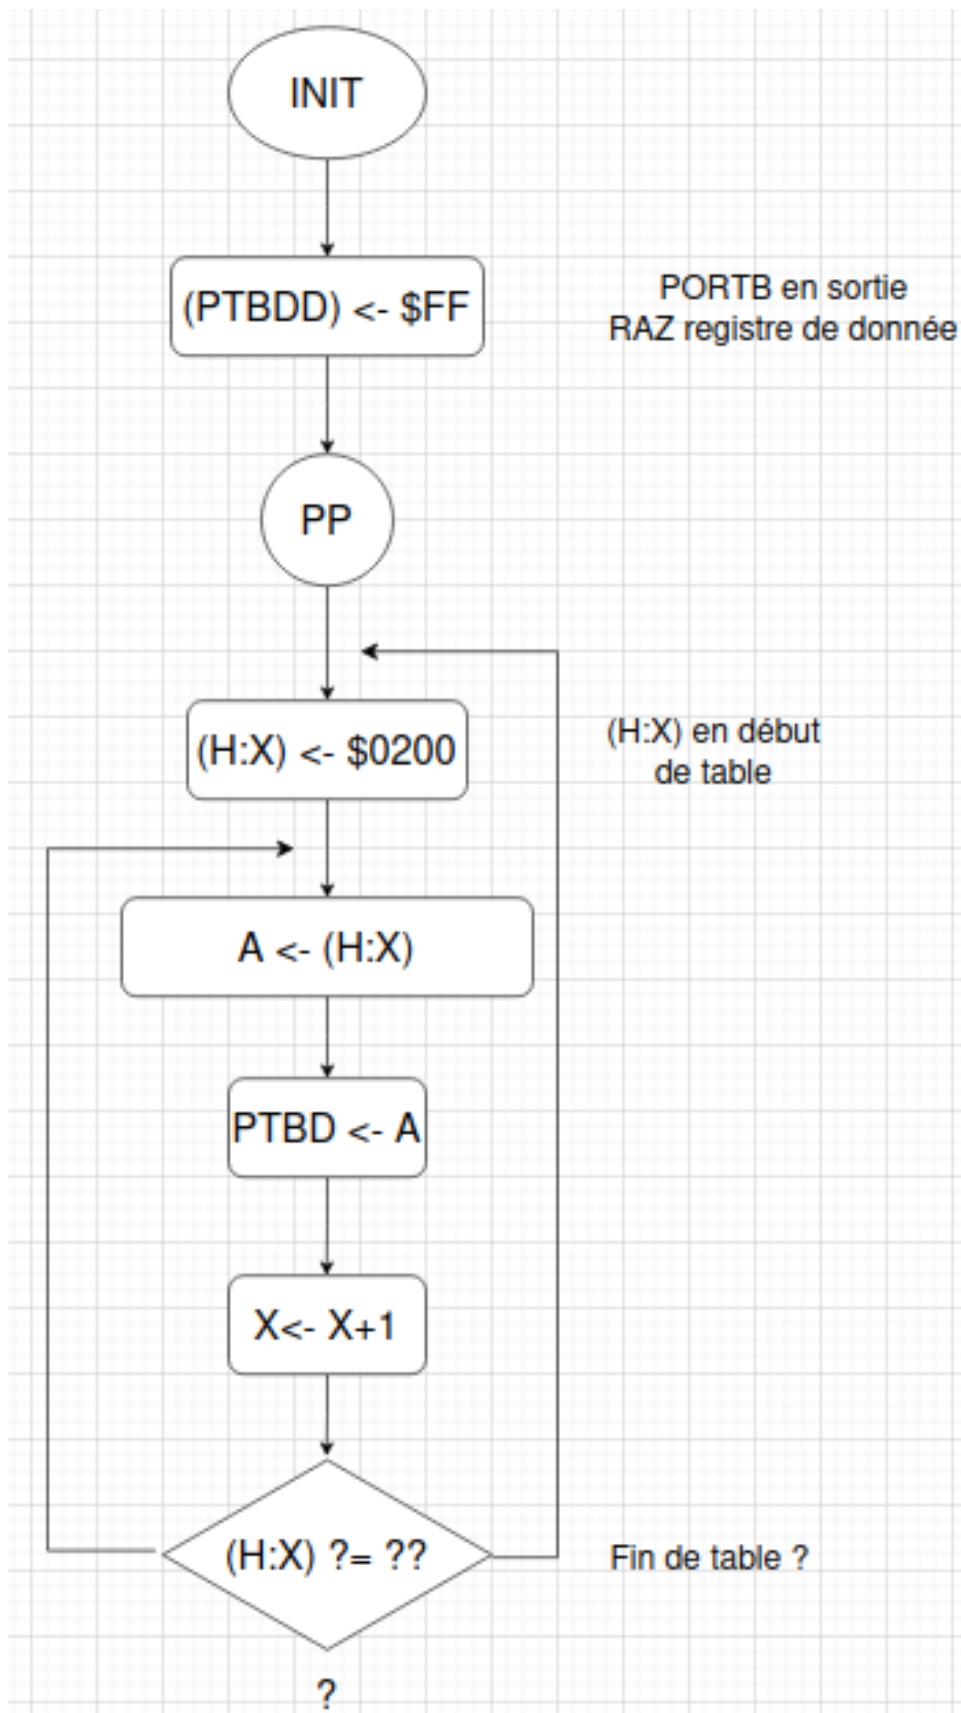 INIT
(PTBDD) <- $FF
PORTB en sortie
RAZ registre de donnée
PP
(H:X) <- $0200
(H:X) en début
de table
A <- (H:X)
PTBD <- A
X<- X+1
(H:X) ?= ??
Fin de table ?
?